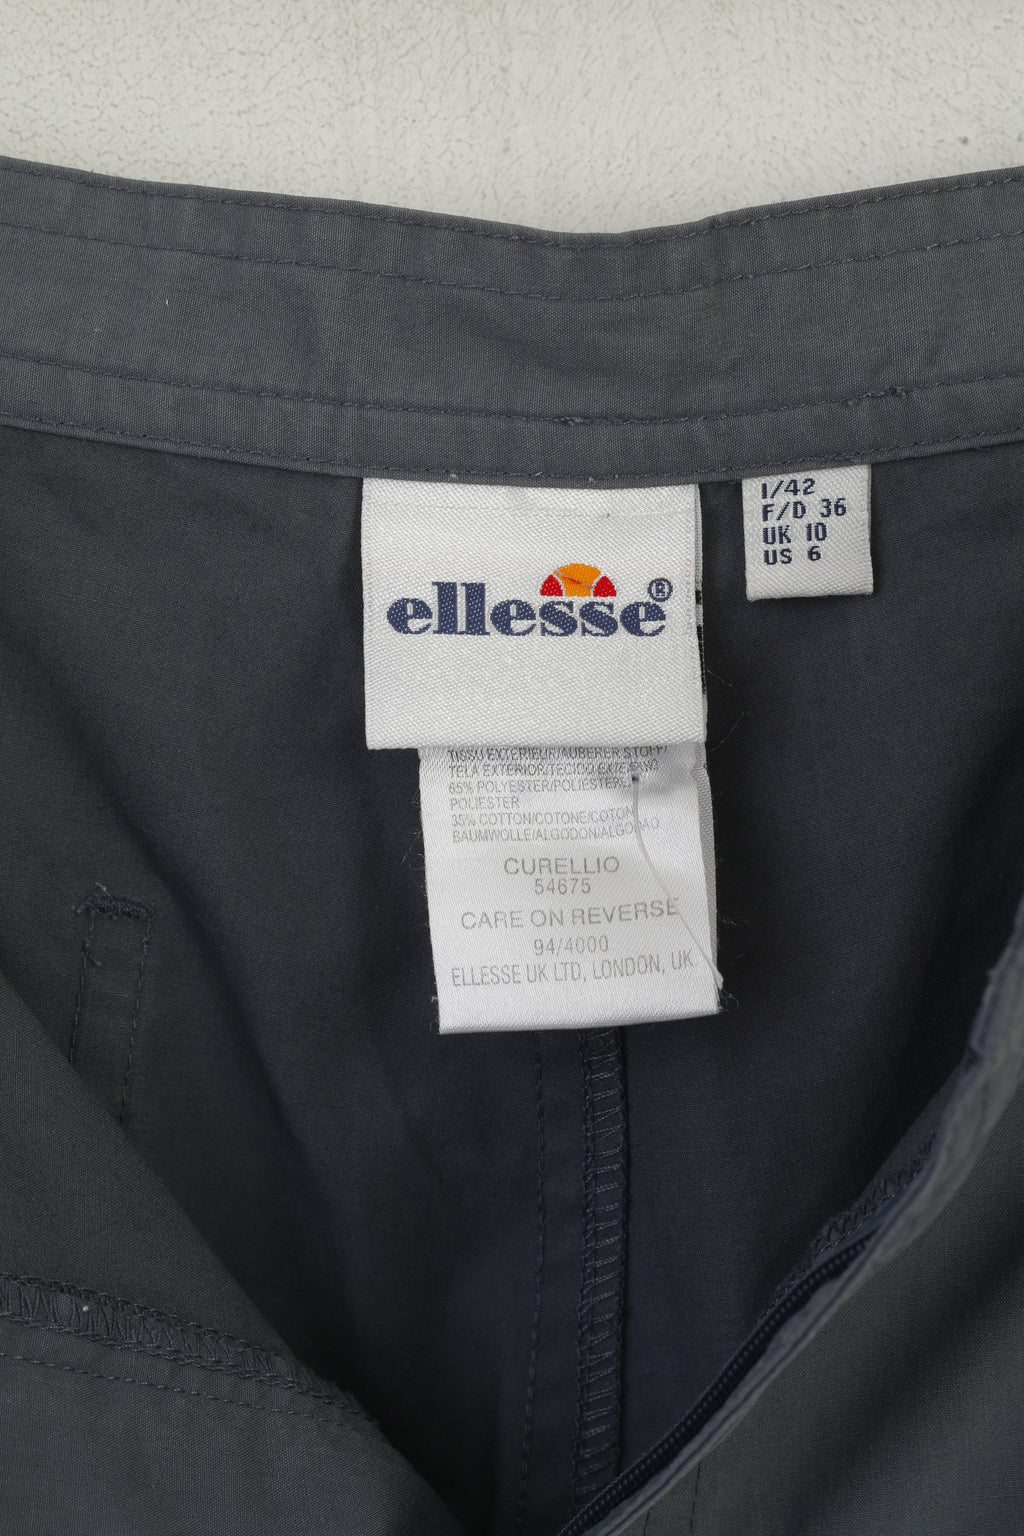 ellesse®
I/42
F/D 36
UK 10
US 6
TISSU EXTERIEUR/AUBERER STOFF/
TELA EXTERIOR/TECIDO EXTERNO
65% POLYESTER/POLIESTERE/
POLIESTER
35% COTTON/COTONE/COTON/
BAUMWOLLE/ALGODON/ALGODAO
CURELLIO
54675
CARE ON REVERSE
94/4000
ELLESSE UK LTD, LONDON, UK